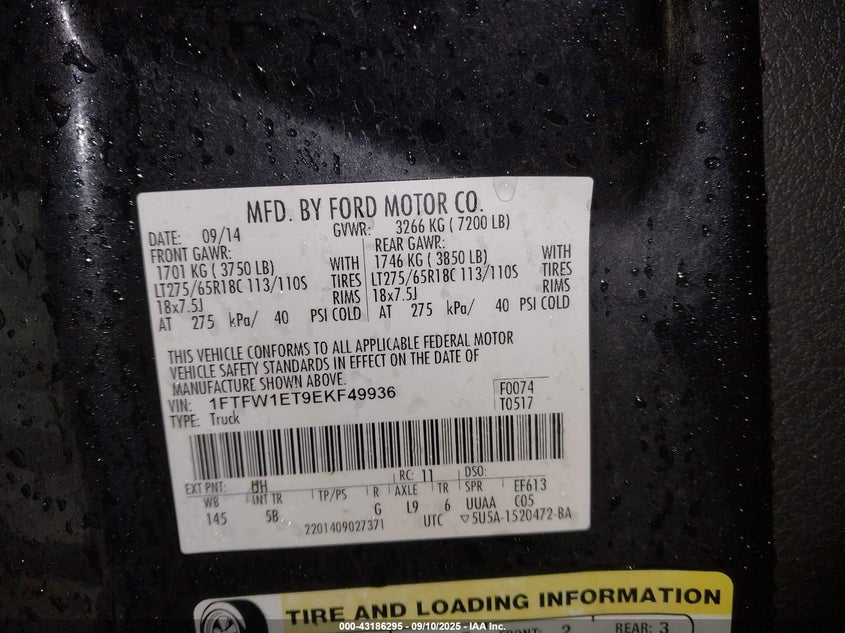 MFD. BY FORD MOTOR CO.
DATE: 09/14 GVWR: 3266 KG ( 7200 LB)
FRONT GAWR: REAR GAWR:
1701 KG ( 3750 LB) WITH 1746 KG ( 3850 LB) WITH
LT275/65R18C 113/110S TIRES LT275/65R18C 113/110S TIRES
18x7.5J RIMS 18x7.5J RIMS
AT 275 kPa/ 40 PSI COLD AT 275 kPa/ 40 PSI COLD
THIS VEHICLE CONFORMS TO ALL APPLICABLE FEDERAL MOTOR
VEHICLE SAFETY STANDARDS IN EFFECT ON THE DATE OF
MANUFACTURE SHOWN ABOVE.
VIN: 1FTFW1ET9EKF49936 F0074
TYPE: Truck T0517
EXT PNT: UH RC: 11 DSO:
WB INT TR TP/PS R AXLE TR SPR EF613
145 5B G L9 6 UUAA C05
2201409027371 UTC ▽5U5A-1520472-BA
TIRE AND LOADING INFORMATION
FRONT: 2 REAR: 3
000-43186295 - 09/10/2025 - IAA Inc.